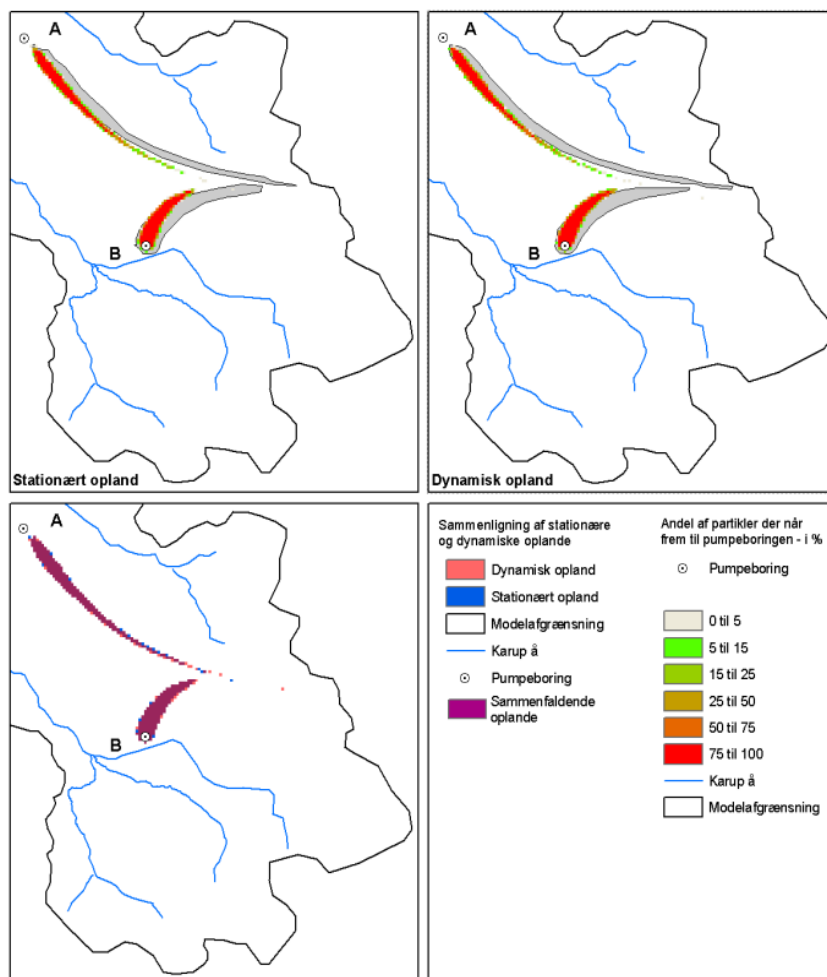 A
B
Stationært opland
A
B
Dynamisk opland
A
B
Sammenligning af stationære
og dynamiske oplande
Dynamisk opland
Stationært opland
Modelafgrænsning
Karup å
Pumpeboring
Sammenfaldende
oplande
Andel af partikler der når
frem til pumpeboringen - i %
Pumpeboring
0 til 5
5 til 15
15 til 25
25 til 50
50 til 75
75 til 100
Karup å
Modelafgrænsning